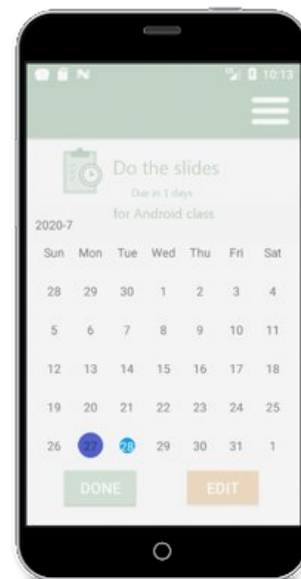 10:13
Do the slides
Due in 1 days
for Android class
2020-7
Sun Mon Tue Wed Thu Fri Sat
28 29 30 1 2 3 4
5 6 7 8 9 10 11
12 13 14 15 16 17 18
19 20 21 22 23 24 25
26 27 28 29 30 31 1
DONE EDIT